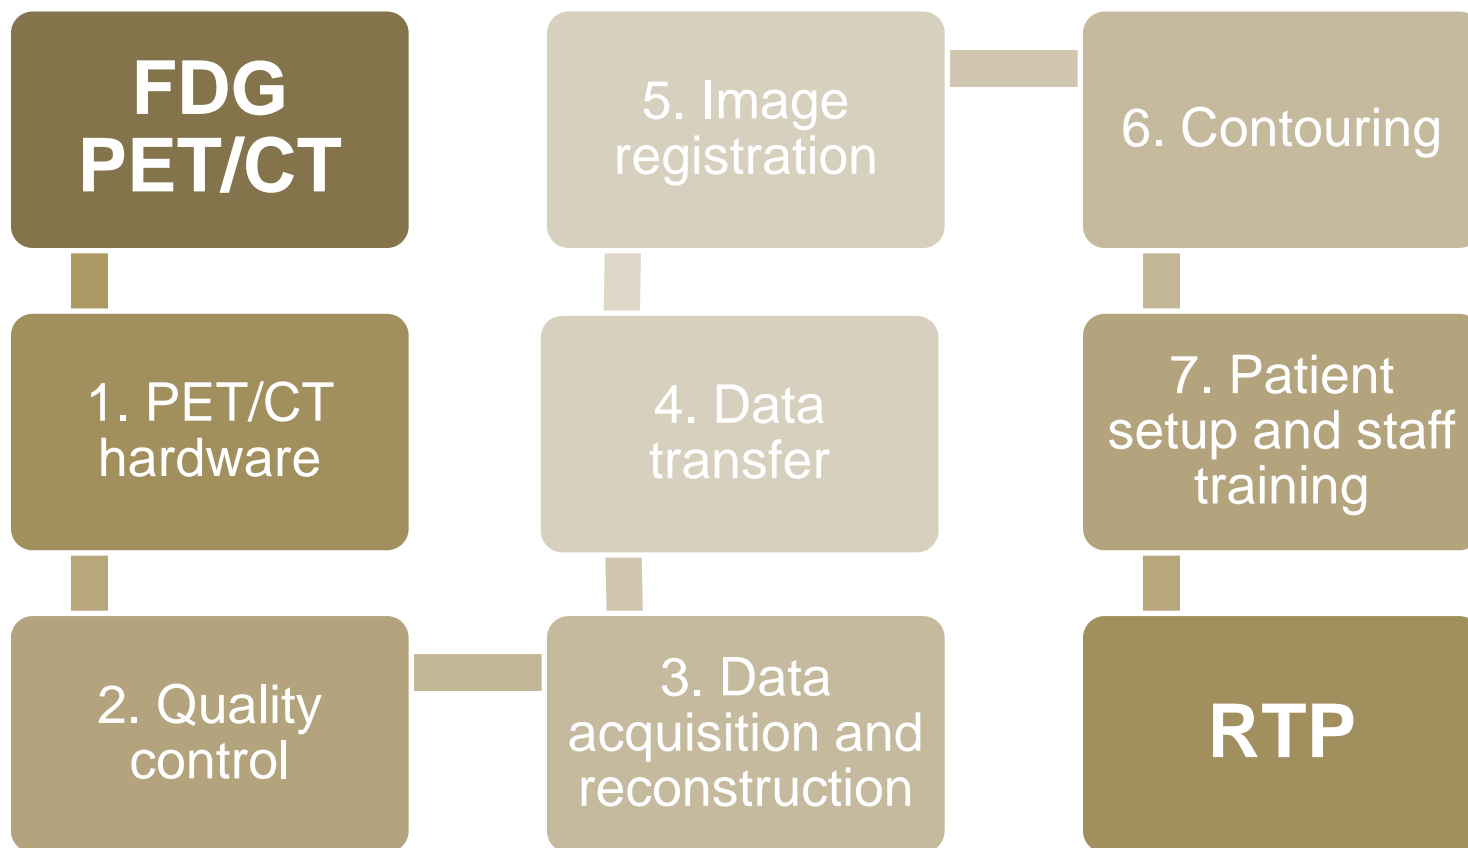 FDG
PET/CT
1. PET/CT
hardware
2. Quality
control
3. Data
acquisition and
reconstruction
4. Data
transfer
5. Image
registration
6. Contouring
7. Patient
setup and staff
training
RTP